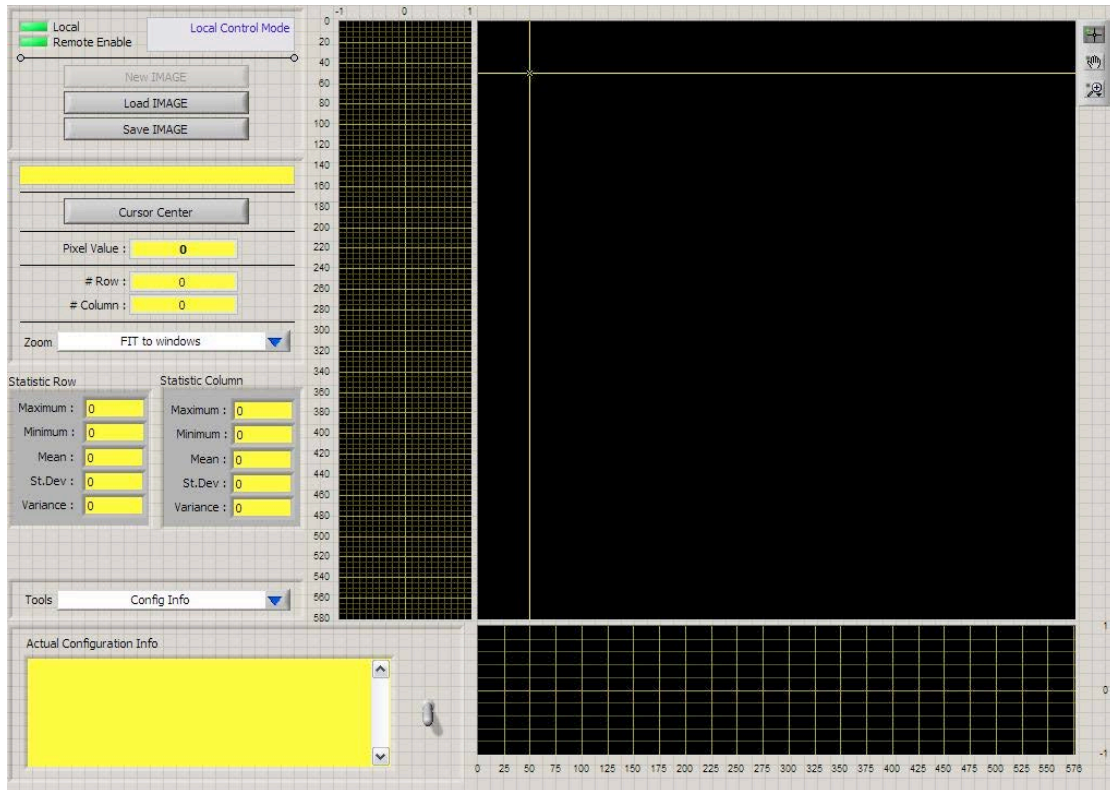 Local
Remote Enable
Local Control Mode
New IMAGE
Load IMAGE
Save IMAGE
Cursor Center
Pixel Value : 0
# Row : 0
# Column : 0
Zoom FIT to windows
Statistic Row
Maximum : 0
Minimum : 0
Mean : 0
St.Dev : 0
Variance : 0
Statistic Column
Maximum : 0
Minimum : 0
Mean : 0
St.Dev : 0
Variance : 0
Tools Config Info
Actual Configuration Info
-1 0 1
0
20
40
60
80
100
120
140
160
180
200
220
240
260
280
300
320
340
360
380
400
420
440
460
480
500
520
540
560
580
1
0
-1
0 25 50 75 100 125 150 175 200 225 250 275 300 325 350 375 400 425 450 475 500 525 550 576